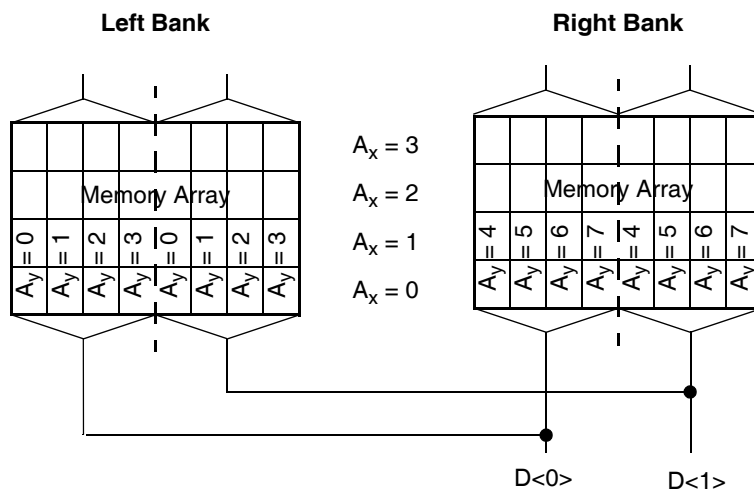 Left Bank
Right Bank
Memory Array
A_y = 0
A_y = 1
A_y = 2
A_y = 3
A_y = 0
A_y = 1
A_y = 2
A_y = 3
A_x = 3
A_x = 2
A_x = 1
A_x = 0
Memory Array
A_y = 4
A_y = 5
A_y = 6
A_y = 7
A_y = 4
A_y = 5
A_y = 6
A_y = 7
D<0>
D<1>